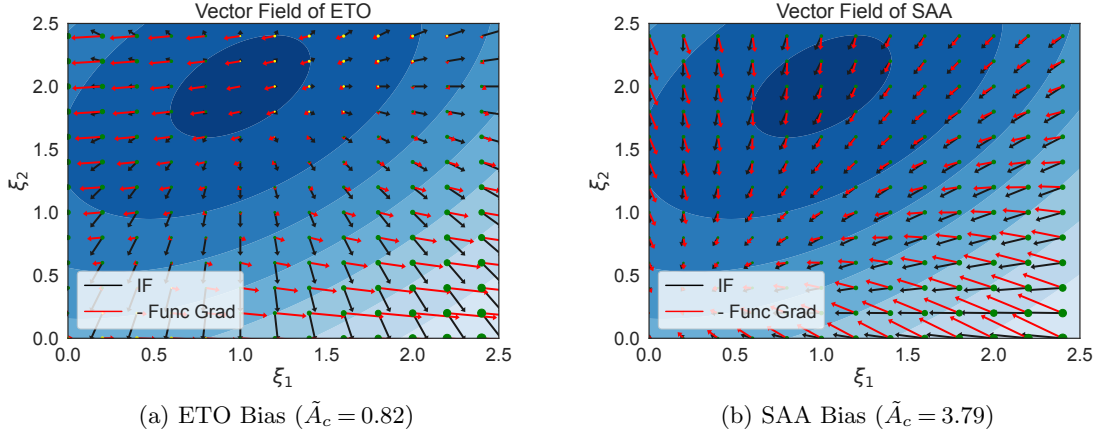 Vector Field of ETO
2.5
2.0
1.5
1.0
0.5
0.0
ξ₂
IF
- Func Grad
0.0 0.5 1.0 1.5 2.0 2.5
ξ₁
(a) ETO Bias (Ã_c = 0.82)
Vector Field of SAA
2.5
2.0
1.5
1.0
0.5
0.0
ξ₂
IF
- Func Grad
0.0 0.5 1.0 1.5 2.0 2.5
ξ₁
(b) SAA Bias (Ã_c = 3.79)